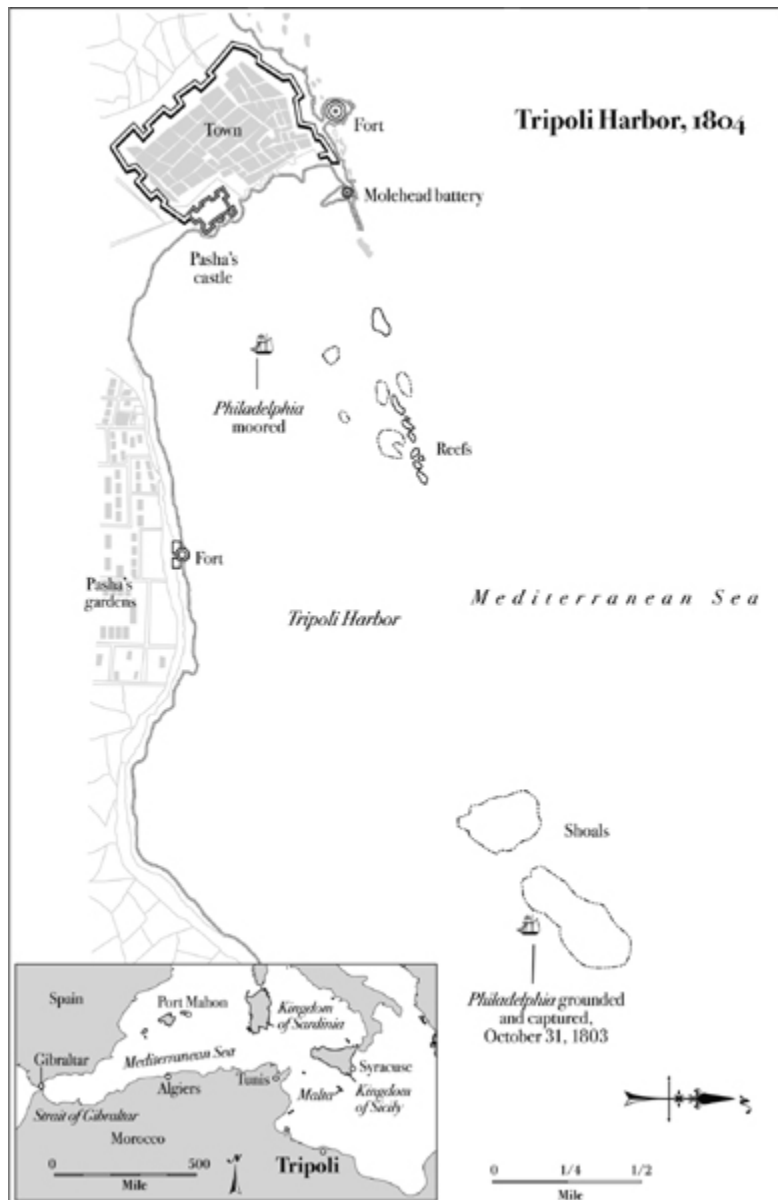 Tripoli Harbor, 1804
Town
Fort
Molehead battery
Pasha's
castle
Philadelphia
moored
Reefs
Fort
Pasha's
gardens
Mediterranean Sea
Tripoli Harbor
Shoals
Philadelphia grounded
and captured,
October 31, 1803
N
0 1/4 1/2
Mile
Spain
Port Mahon
Kingdom
of Sardinia
Mediterranean Sea
Gibraltar
Algiers
Tunis
Syracuse
Malta
Kingdom
of Sicily
Strait of Gibraltar
Morocco
Tripoli
0 500
Mile
N